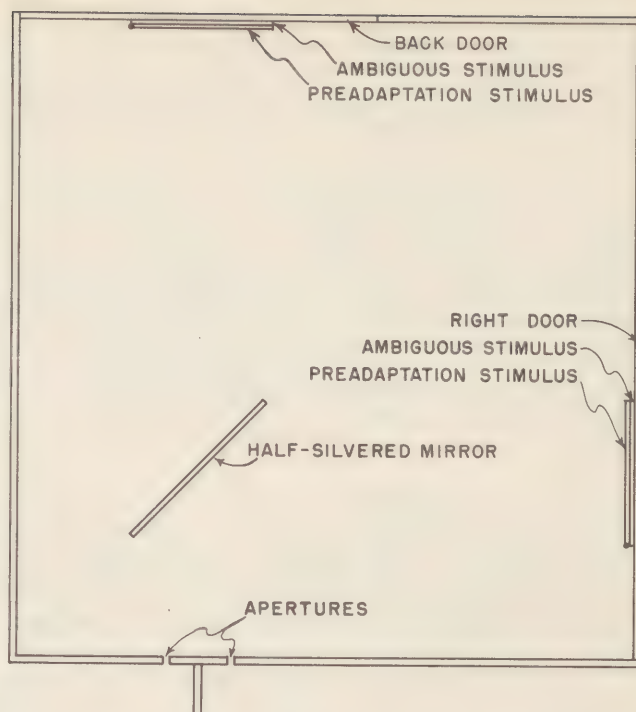 BACK DOOR
AMBIGUOUS STIMULUS
PREADAPTATION STIMULUS
RIGHT DOOR
AMBIGUOUS STIMULUS
PREADAPTATION STIMULUS
HALF-SILVERED MIRROR
APERTURES